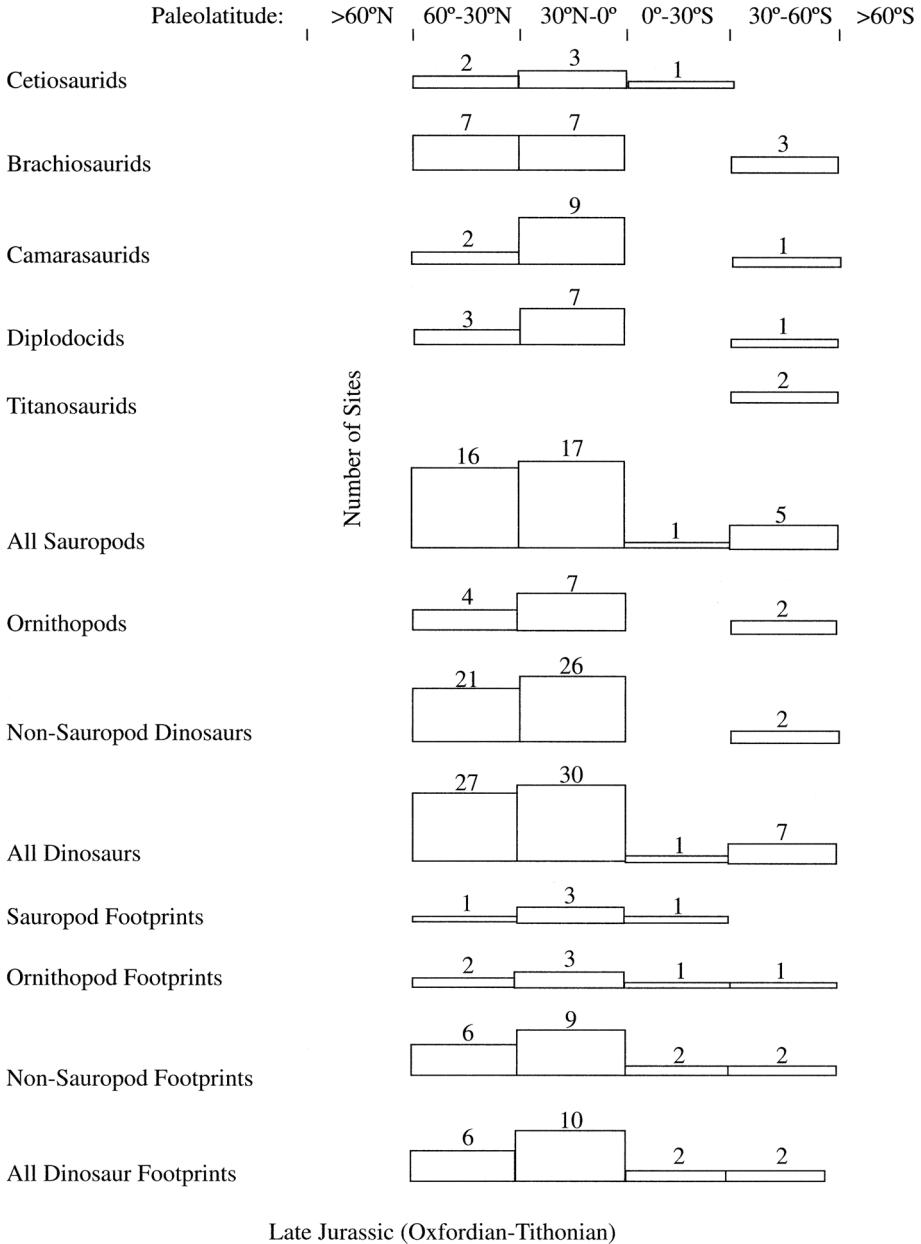 Paleolatitude: >60ºN 60º-30ºN 30ºN-0º 0º-30ºS 30º-60ºS >60ºS
Cetiosaurids 2 3 1
Brachiosaurids 7 7 3
Camarasaurids 2 9 1
Diplodocids 3 7 1
Titanosaurids 2
Number of Sites
All Sauropods 16 17 1 5
Ornithopods 4 7 2
Non-Sauropod Dinosaurs 21 26 2
All Dinosaurs 27 30 1 7
Sauropod Footprints 1 3 1
Ornithopod Footprints 2 3 1 1
Non-Sauropod Footprints 6 9 2 2
All Dinosaur Footprints 6 10 2 2
Late Jurassic (Oxfordian-Tithonian)